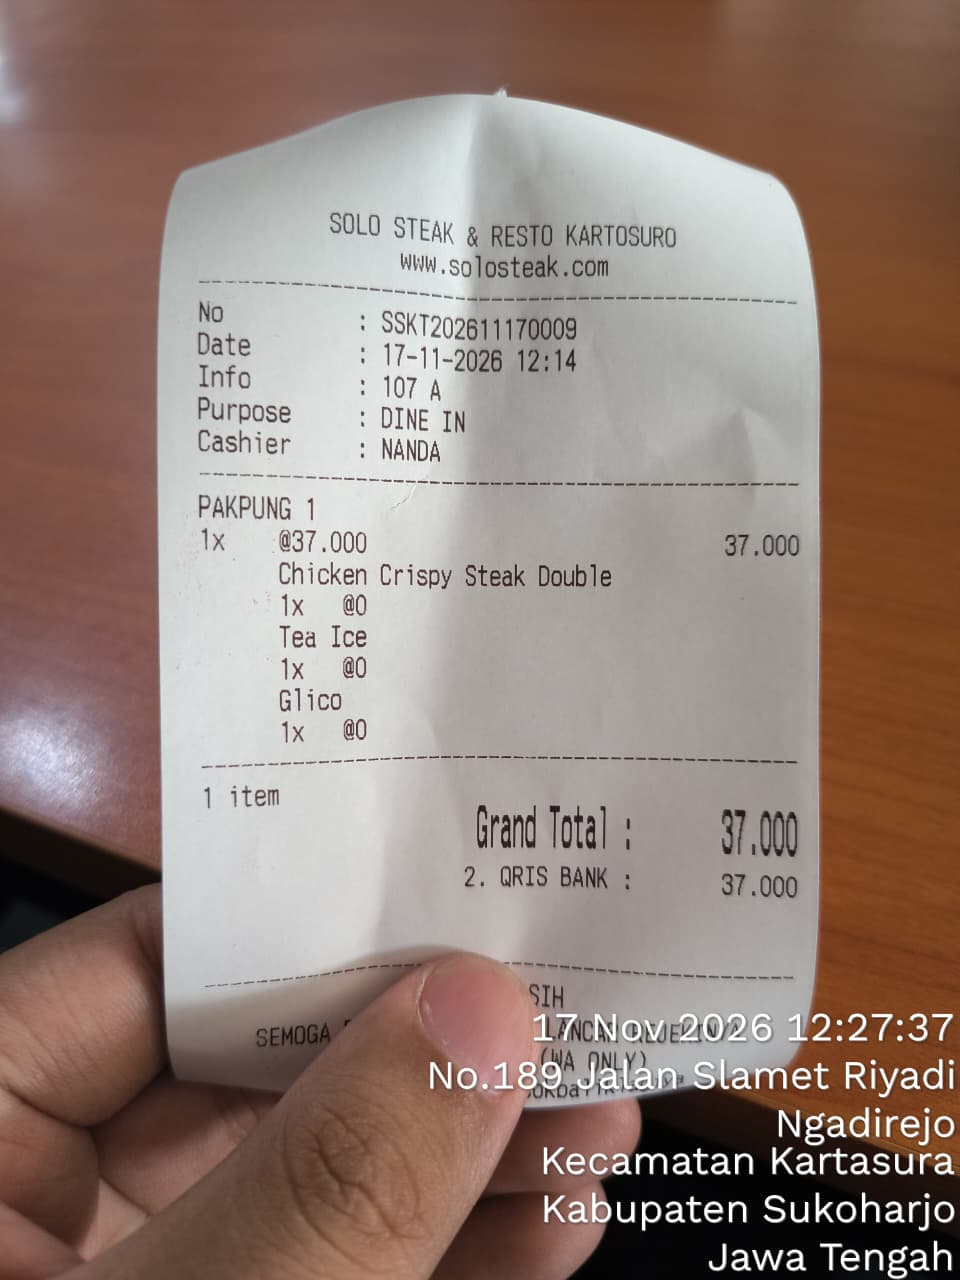 SOLO STEAK & RESTO KARTOSURO
www.solosteak.com
No : SSKT202611170009
Date : 17-11-2026 12:14
Info : 107 A
Purpose : DINE IN
Cashier : NANDA
PAKPUNG 1
1x @37.000 37.000
Chicken Crispy Steak Double
1x @0
Tea Ice
1x @0
Glico
1x @0
1 item
Grand Total : 37.000
2. QRIS BANK : 37.000
SIH
SEMOGA
(WA ONLY)
17 Nov 2026 12:27:37
No.189 Jalan Slamet Riyadi
Ngadirejo
Kecamatan Kartasura
Kabupaten Sukoharjo
Jawa Tengah